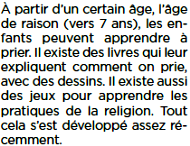 À partir d'un certain âge, l'âge
de raison (vers 7 ans), les en-
fants peuvent apprendre à
prier. Il existe des livres qui leur
expliquent comment on prie,
avec des dessins. Il existe aussi
des jeux pour apprendre les
pratiques de la religion. Tout
cela s'est développé assez ré-
cemment.